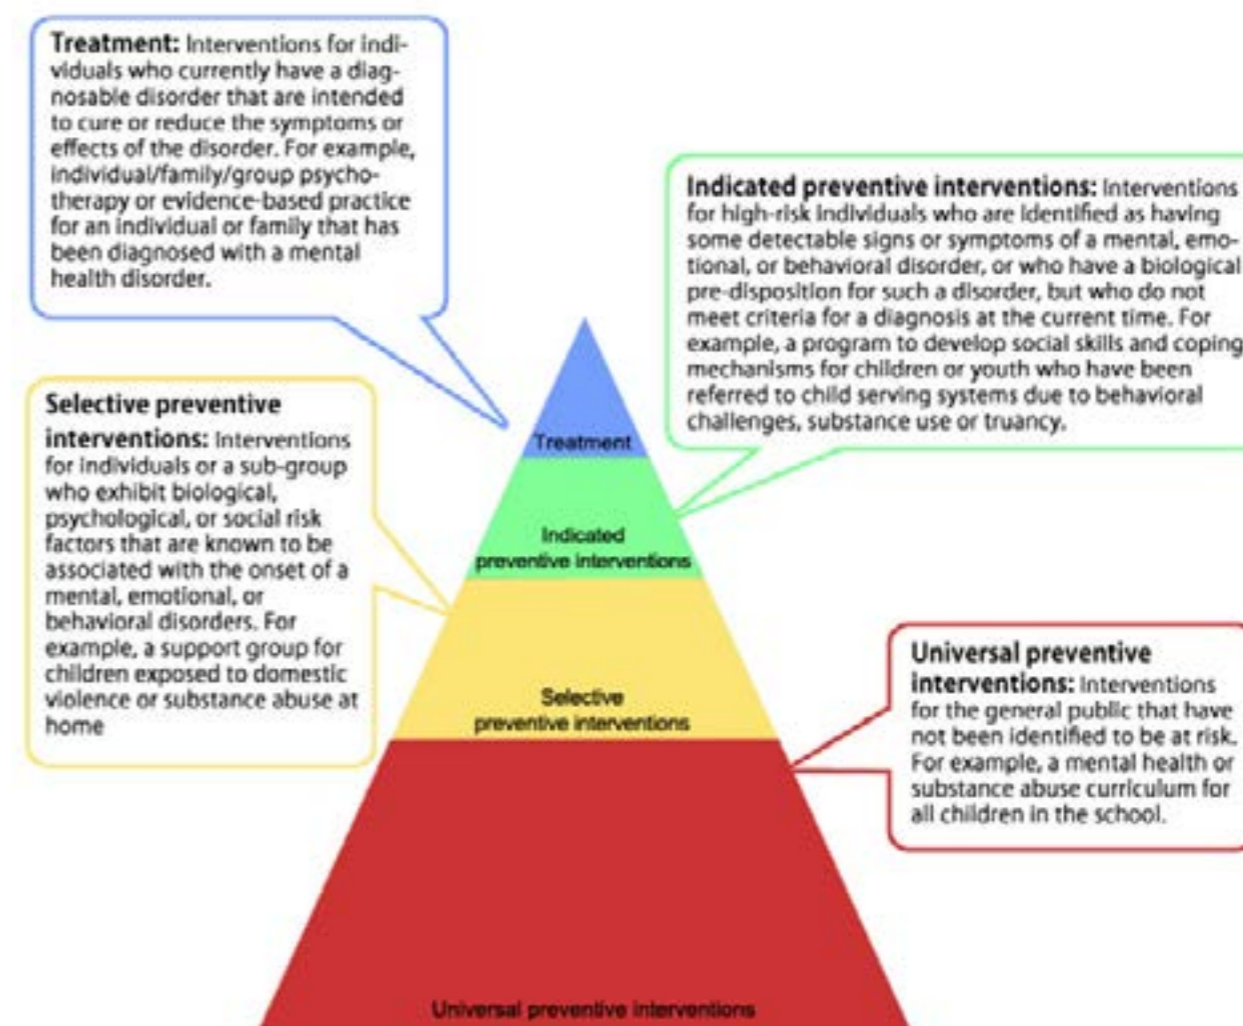 Treatment: Interventions for indi-
viduals who currently have a diag-
nosable disorder that are intended
to cure or reduce the symptoms or
effects of the disorder. For example,
individual/family/group psycho-
therapy or evidence-based practice
for an individual or family that has
been diagnosed with a mental
health disorder.
Indicated preventive interventions: Interventions
for high-risk individuals who are identified as having
some detectable signs or symptoms of a mental, emo-
tional, or behavioral disorder, or who have a biological
pre-disposition for such a disorder, but who do not
meet criteria for a diagnosis at the current time. For
example, a program to develop social skills and coping
mechanisms for children or youth who have been
referred to child serving systems due to behavioral
challenges, substance use or truancy.
Selective preventive
interventions: Interventions
for individuals or a sub-group
who exhibit biological,
psychological, or social risk
factors that are known to be
associated with the onset of a
mental, emotional, or
behavioral disorders. For
example, a support group for
children exposed to domestic
violence or substance abuse at
home
Treatment
Indicated
preventive interventions
Selective
preventive interventions
Universal preventive
interventions: Interventions
for the general public that have
not been identified to be at risk.
For example, a mental health or
substance abuse curriculum for
all children in the school.
Universal preventive interventions